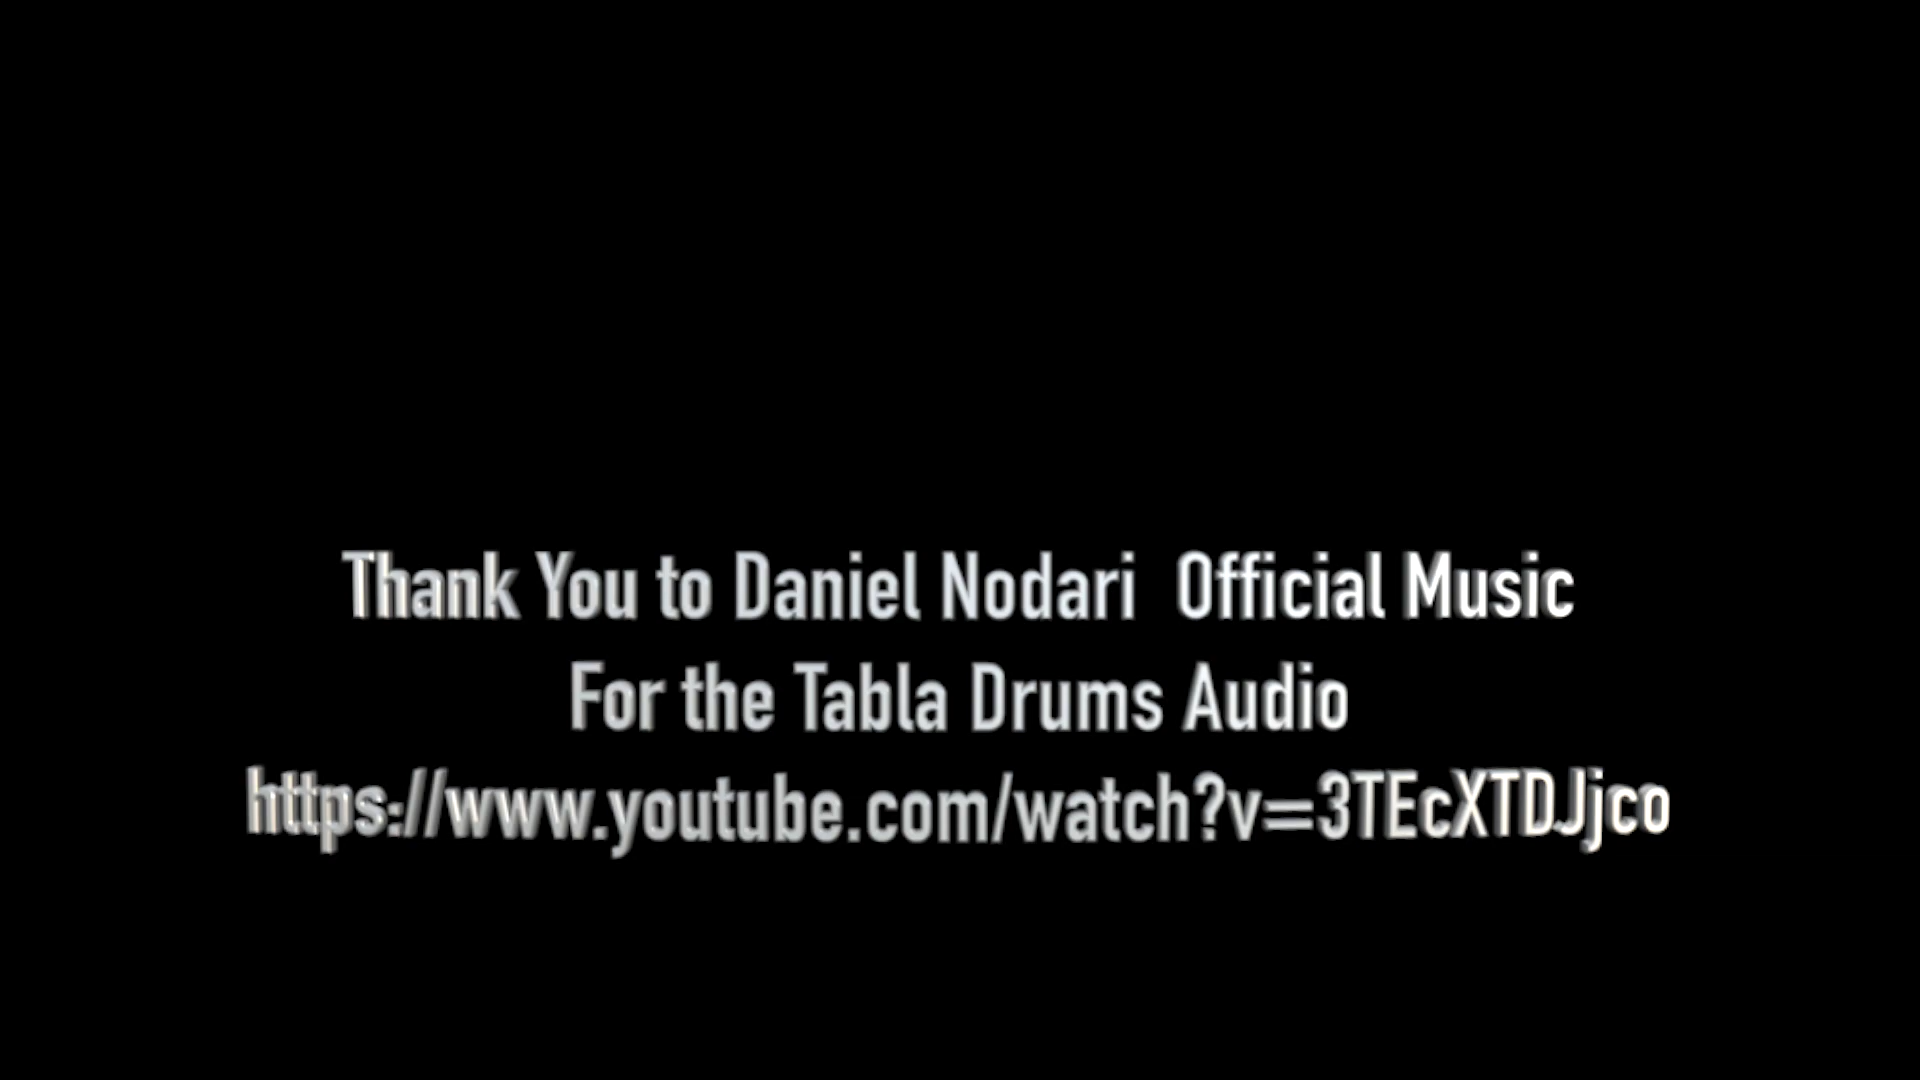 Thank You to Daniel Nodari  Official Music
For the Tabla Drums Audio
https://www.youtube.com/watch?v=3TEcXTDJjco